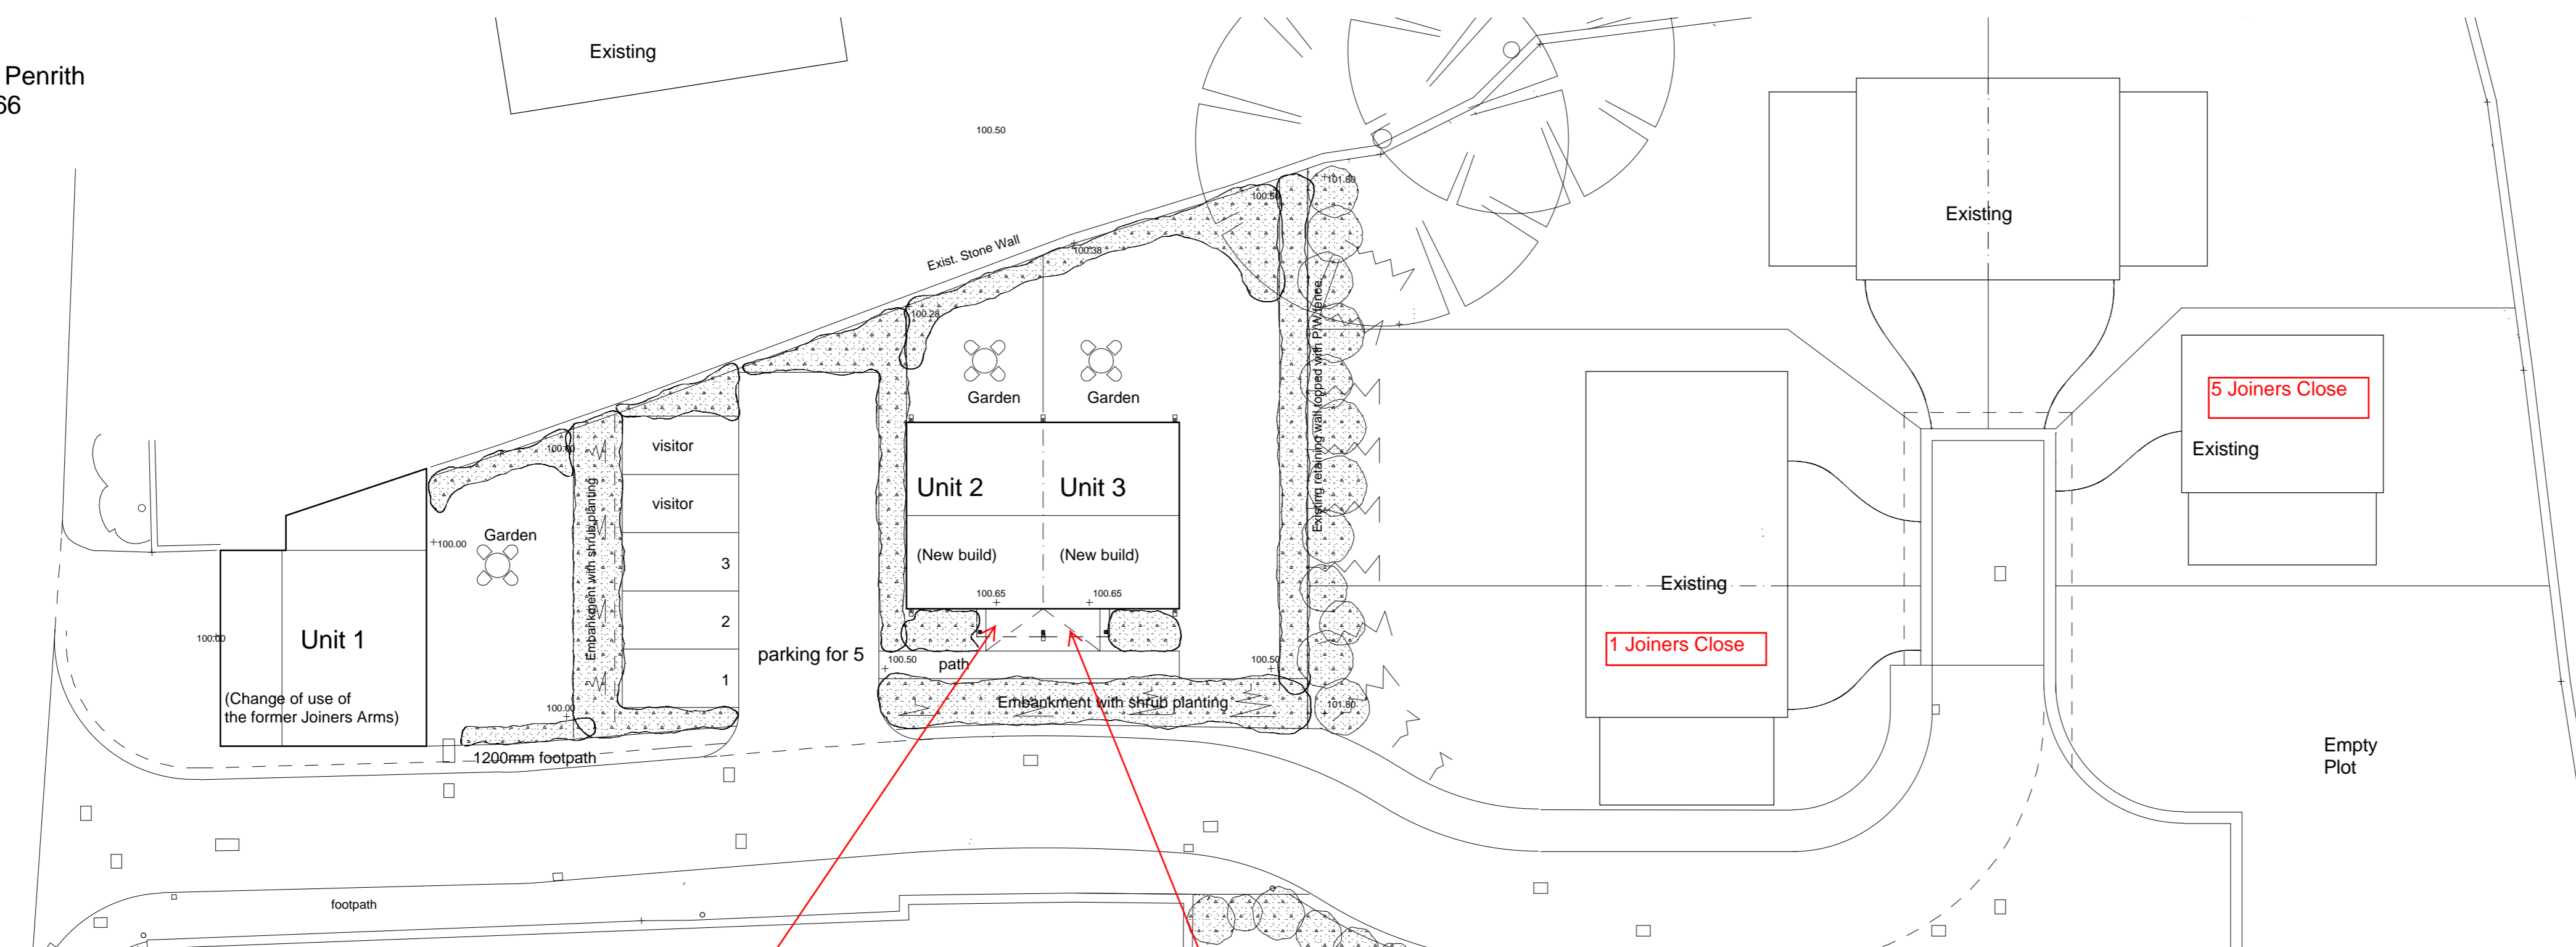 Penrith
66
Existing
100.50
101.80
100.50
Exist. Stone Wall
100.38
Existing
100.28
Existing retaining wall topped with P/W fence.
5 Joiners Close
Existing
Garden
Garden
visitor
visitor
3
2
1
Unit 2
Unit 3
(New build)
(New build)
100.65
100.65
Garden
100.00
Embankment with shrub planting
100.00
Unit 1
(Change of use of
the former Joiners Arms)
parking for 5
100.50
path
100.50
Existing
1 Joiners Close
Embankment with shrub planting
101.80
100.00
1200mm footpath
Empty
Plot
footpath